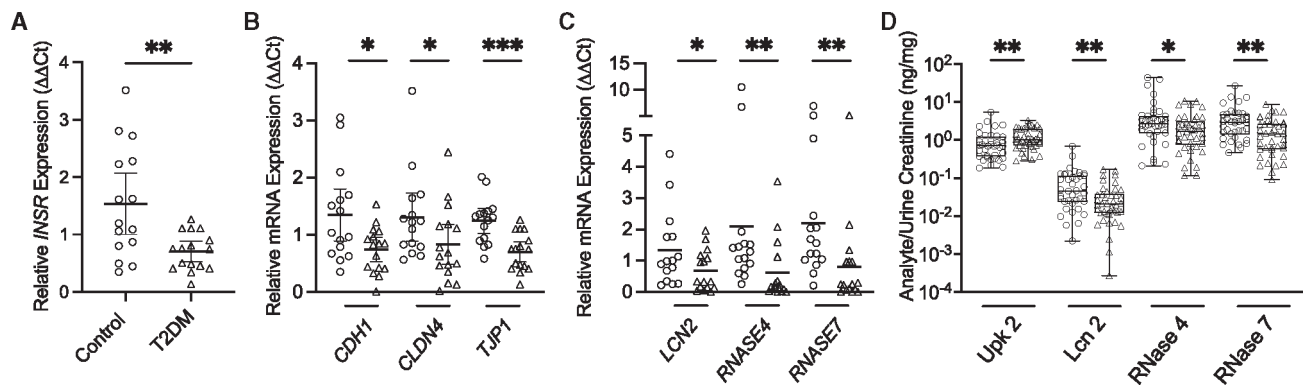 A
Relative INSR Expression (ΔΔCt)
4
3
2
1
0
**
Control
T2DM
B
Relative mRNA Expression (ΔΔCt)
4
3
2
1
0
*
*
***
CDH1
CLDN4
TJP1
C
Relative mRNA Expression (ΔΔCt)
15
10
5
4
3
2
1
0
*
**
**
LCN2
RNASE4
RNASE7
D
Analyte/Urine Creatinine (ng/mg)
10²
10¹
10⁰
10⁻¹
10⁻²
10⁻³
10⁻⁴
**
**
*
**
Upk 2
Lcn 2
RNase 4
RNase 7